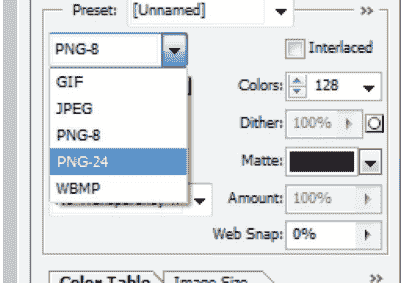 Preset: [Unnamed]
PNG-8 Interlaced
GIF
Colors: 128
JPEG
PNG-8
Dither: 100%
PNG-24
Matte:
WBMP
Amount: 100%
Web Snap: 0%
Color Table Image Size